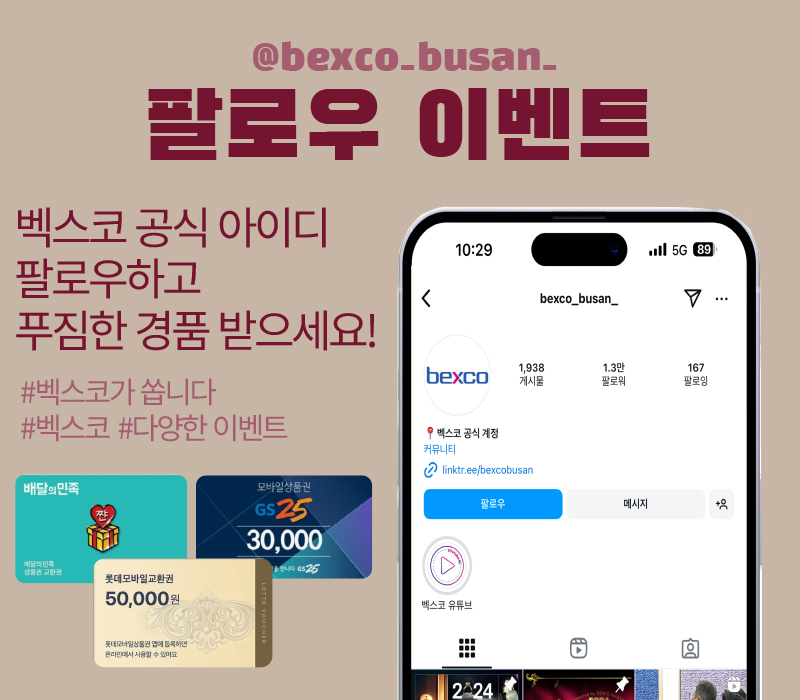 @bexco_busan_
팔로우 이벤트
벡스코 공식 아이디
팔로우하고
푸짐한 경품 받으세요!
#벡스코가 쏩니다
#벡스코 #다양한 이벤트
배달의민족
짠
배달의민족
상품권 교환권
모바일상품권
GS25
30,000
을 만나다 GS25
롯데모바일교환권
50,000원
롯데모바일상품권 앱에 등록하면
온라인에서 사용할 수 있어요
LOTTE VOUCHER
10:29
5G 89
bexco_busan_
bexco
1,938
게시물
1.3만
팔로워
167
팔로잉
📍벡스코 공식 계정
커뮤니티
linktr.ee/bexcobusan
팔로우
메시지
벡스코 유튜브
2024